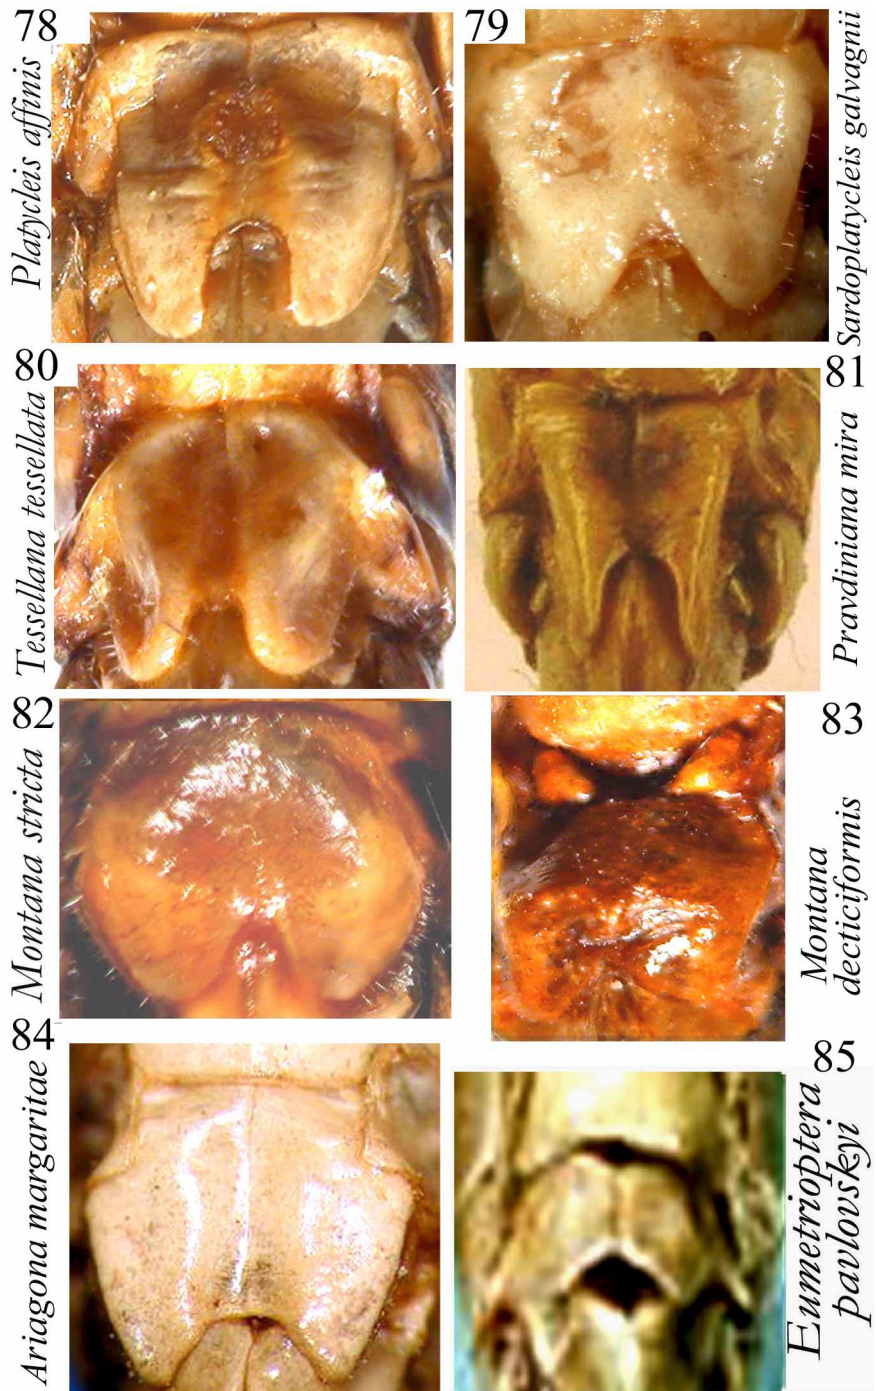 78
Platycleis affinis
79
Sardoplatycleis galvagnii
80
Tessellana tessellata
81
Pravdiniana mira
82
Montana stricta
83
Montana
decticiformis
84
Ariagona margaritae
85
Eumetrioptera
pavlovskyi